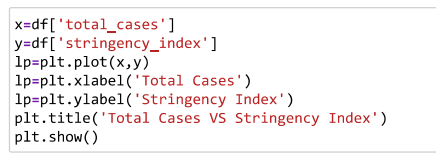 x=df['total_cases']
y=df['stringency_index']
lp=plt.plot(x,y)
lp=plt.xlabel('Total Cases')
lp=plt.ylabel('Stringency Index')
plt.title('Total Cases VS Stringency Index')
plt.show()